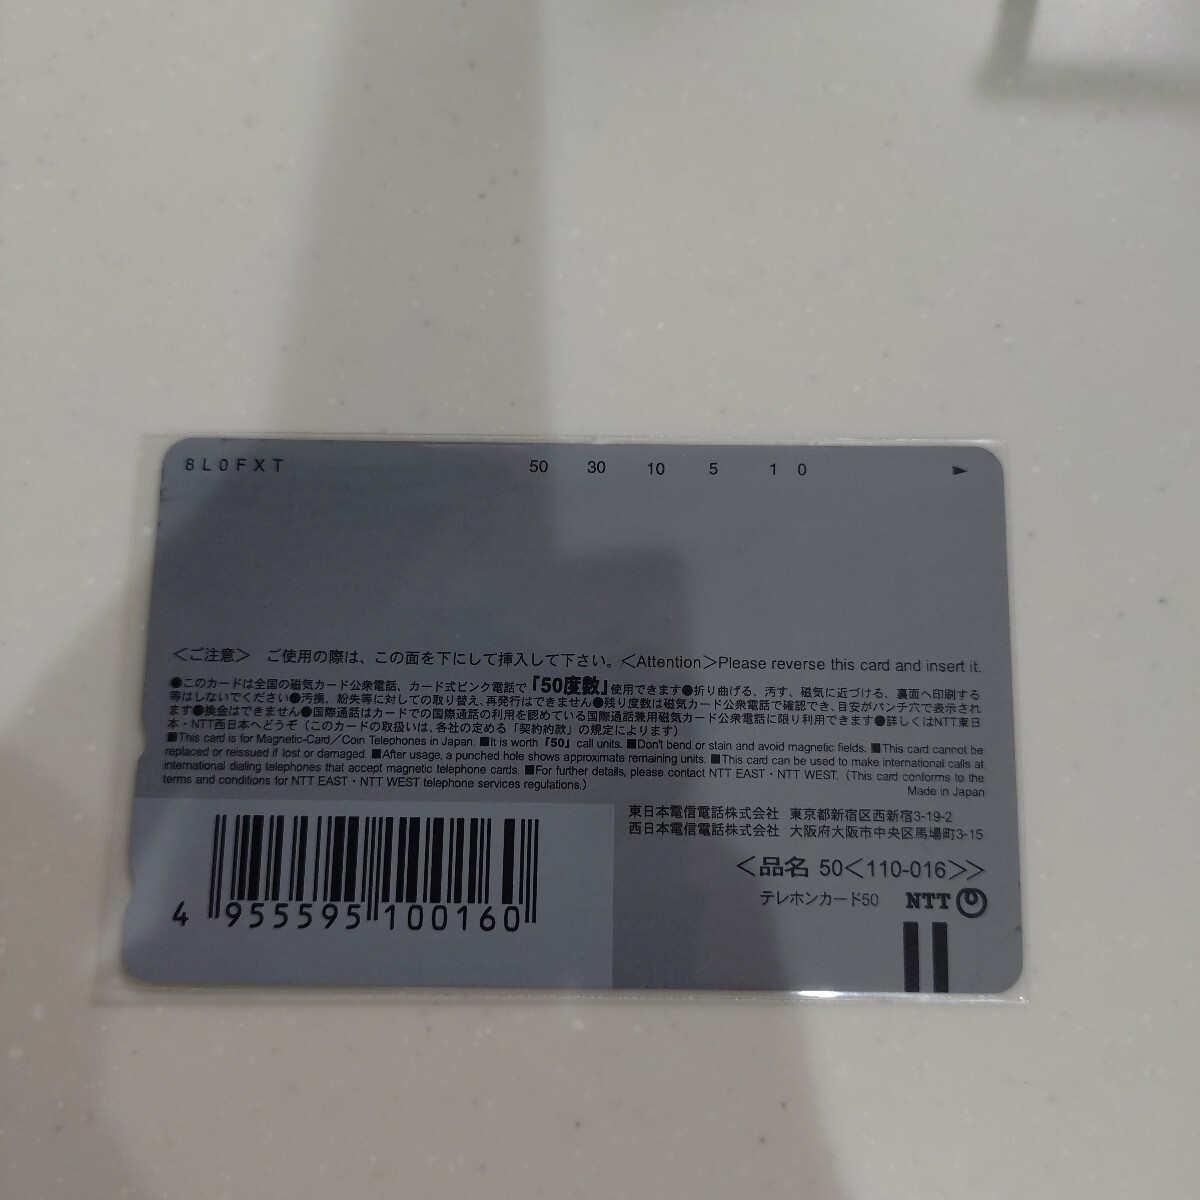 8L0FXT 50 30 10 5 1 0 ▶
＜ご注意＞ ご使用の際は、この面を下にして挿入して下さい。＜Attention＞Please reverse this card and insert it.
●このカードは全国の磁気カード公衆電話、カード式ピンク電話で「50度数」使用できます●折り曲げる、汚す、磁気に近づける、裏面へ印刷する
等はしないでください●汚損、紛失等に対しての取り替え、再発行はできません●残り度数は磁気カード公衆電話で確認でき、目安がパンチ穴で表示され
ます●換金はできません●国際通話はカードでの国際通話の利用を認めている国際通話兼用磁気カード公衆電話に限り利用できます●詳しくはNTT東日
本・NTT西日本へどうぞ（このカードの取扱いは、各社の定める「契約約款」の規定によります）
■This card is for Magnetic-Card／Coin Telephones in Japan. ■It is worth「50」call units. ■Don't bend or stain and avoid magnetic fields. ■This card cannot be
replaced or reissued if lost or damaged. ■After usage, a punched hole shows approximate remaining units. ■This card can be used to make international calls at
international dialing telephones that accept magnetic telephone cards. ■For further details, please contact NTT EAST・NTT WEST.（This card conforms to the
terms and conditions for NTT EAST・NTT WEST telephone services regulations.）
Made in Japan
東日本電信電話株式会社 東京都新宿区西新宿3-19-2
西日本電信電話株式会社 大阪府大阪市中央区馬場町3-15
＜品名 50＜110-016＞＞
テレホンカード50 NTT
4 955595 100160